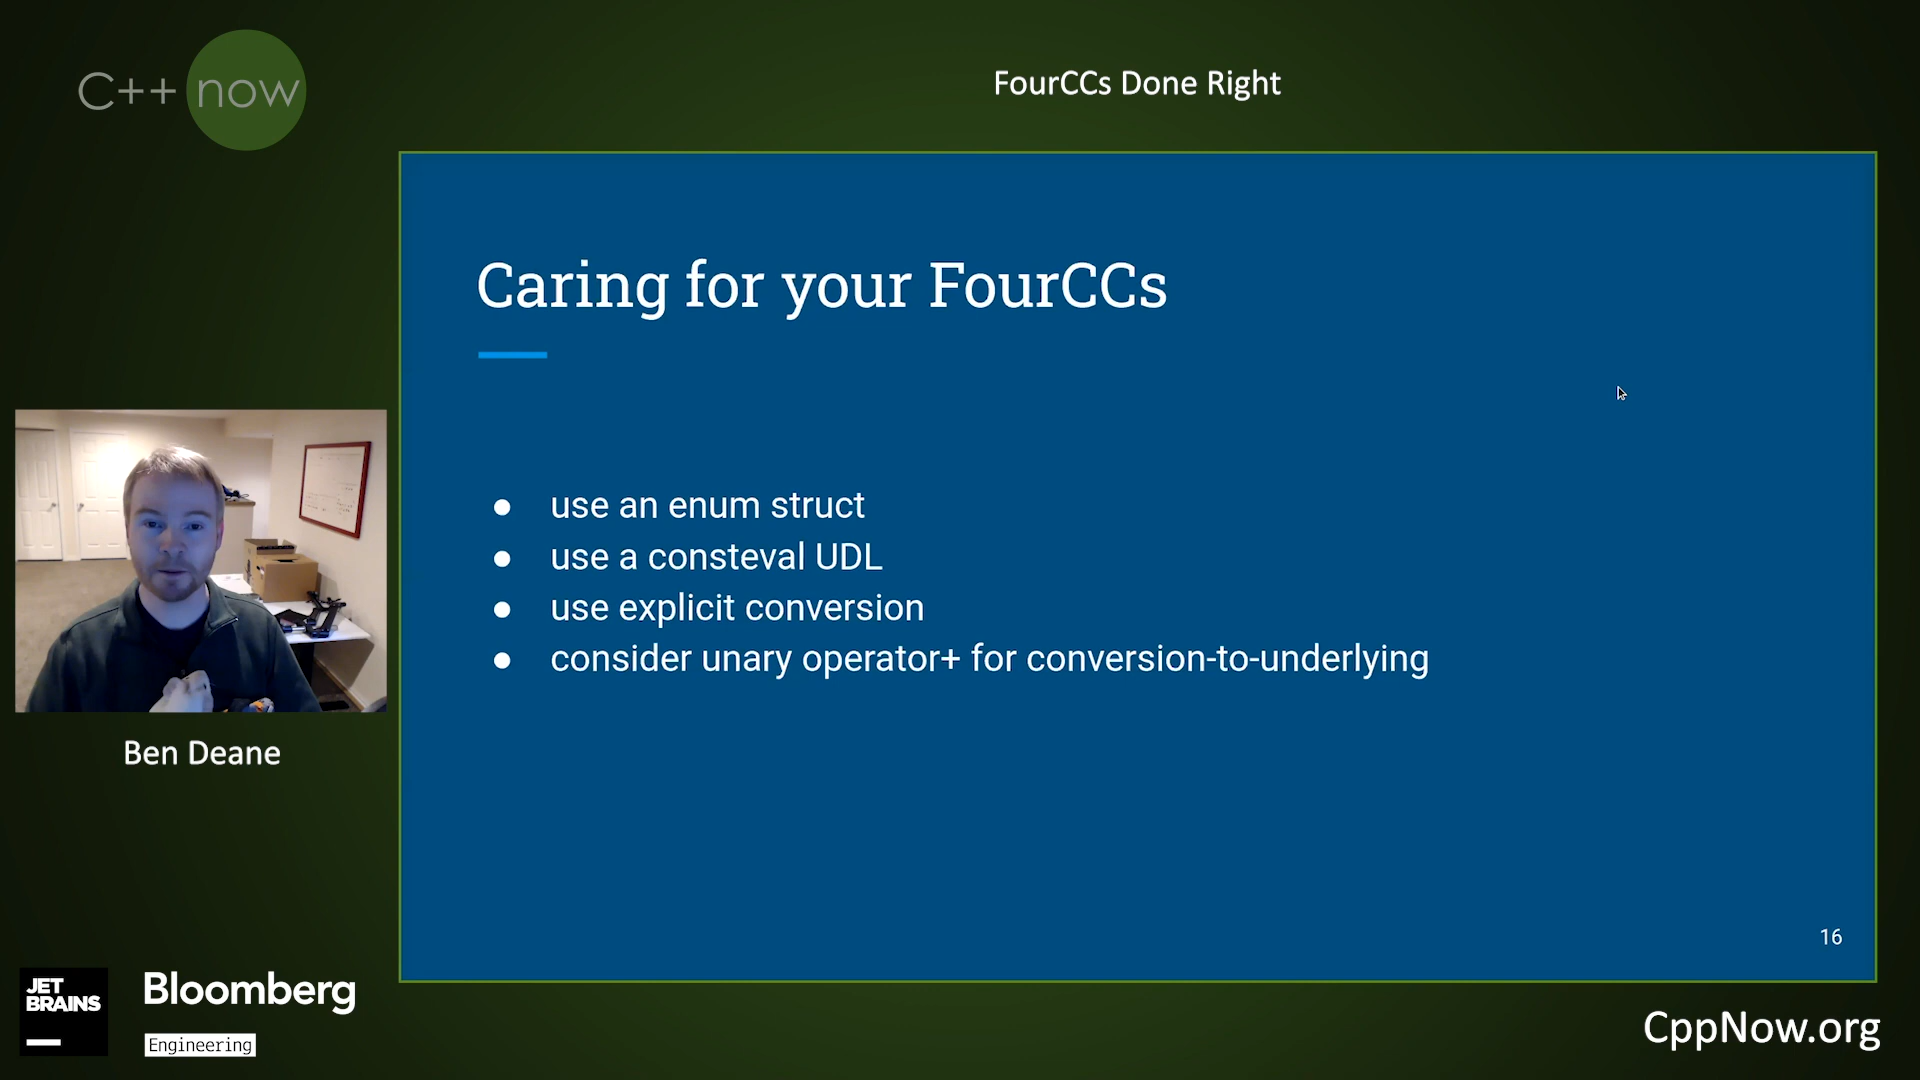 C++ now
FourCCs Done Right
Caring for your FourCCs
● use an enum struct
● use a consteval UDL
● use explicit conversion
● consider unary operator+ for conversion-to-underlying
16
Ben Deane
JET
BRAINS
Bloomberg
Engineering
CppNow.org